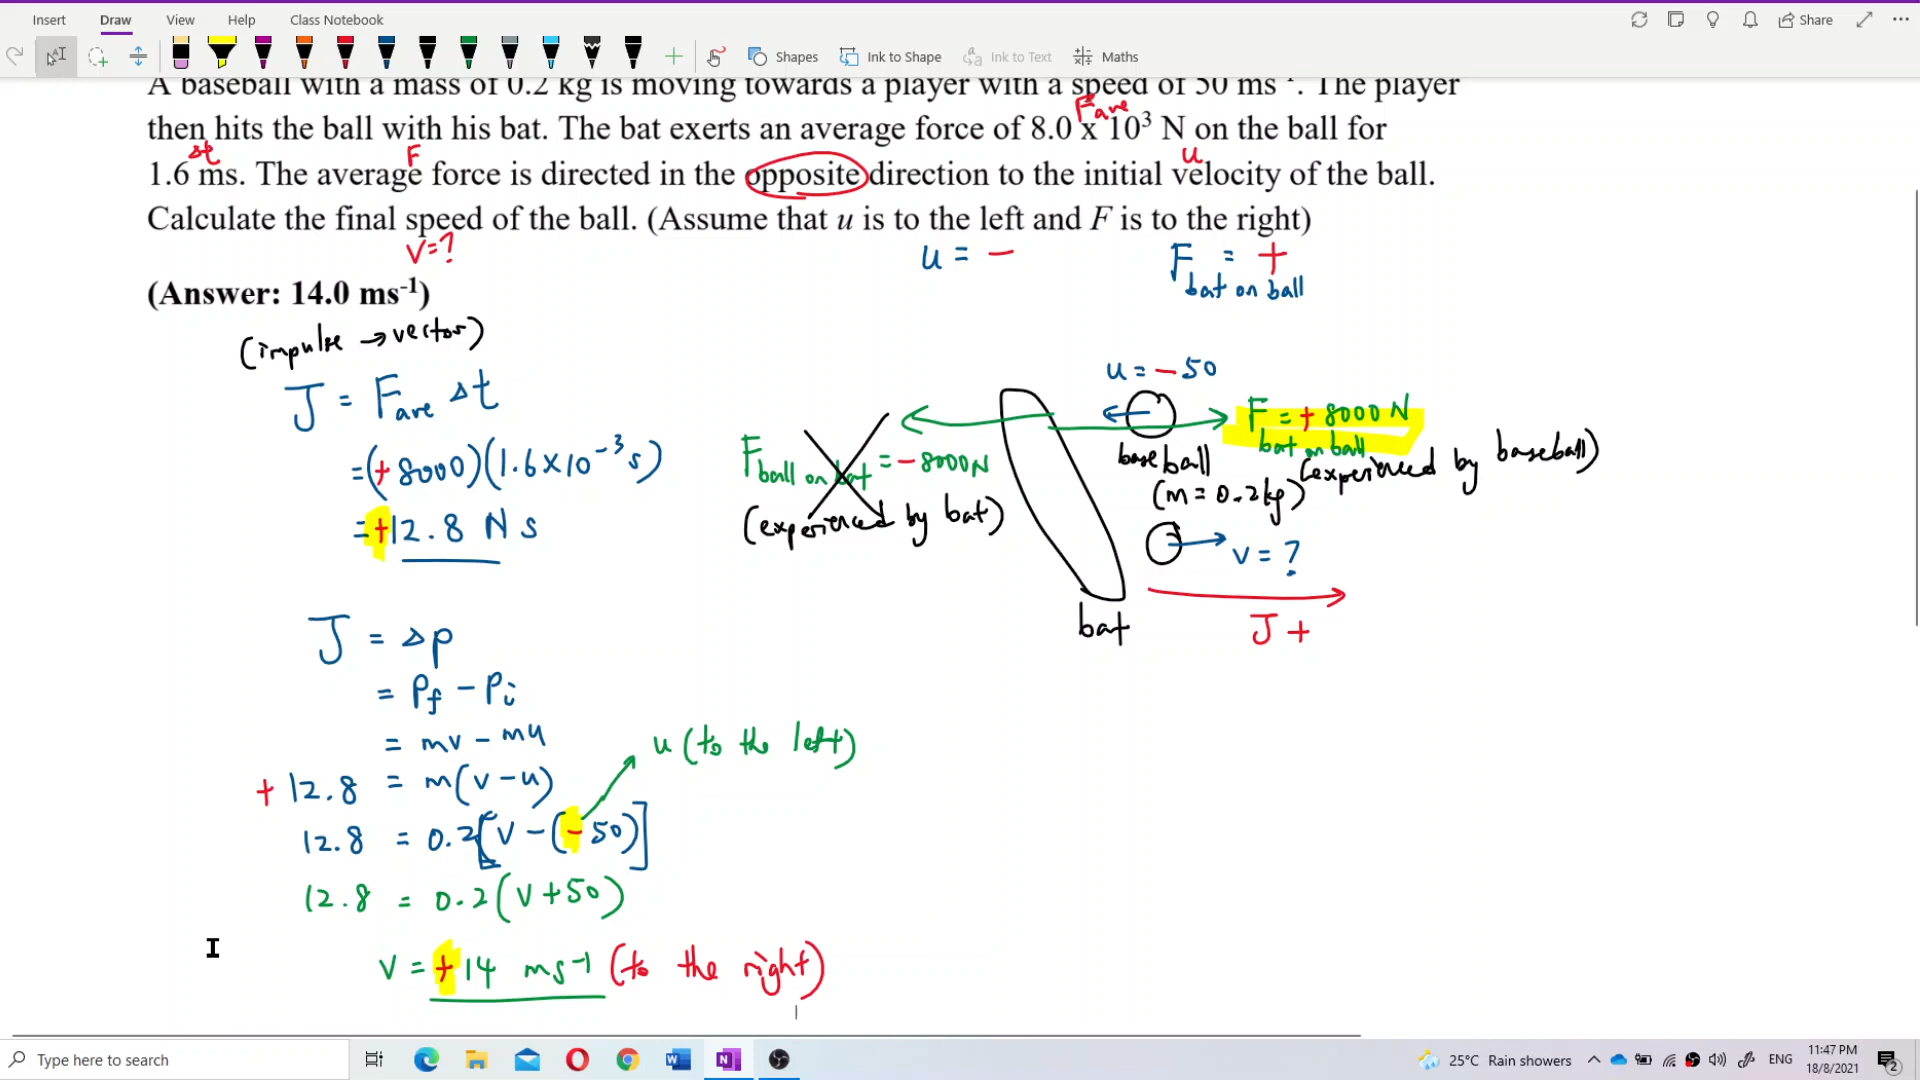 Insert Draw View Help Class Notebook
Share
Shapes Ink to Shape Ink to Text Maths
A baseball with a mass of 0.2 kg is moving towards a player with a speed of 50 ms⁻¹. The player
Fave
then hits the ball with his bat. The bat exerts an average force of 8.0 x 10³ N on the ball for
Δt F u
1.6 ms. The average force is directed in the opposite direction to the initial velocity of the ball.
Calculate the final speed of the ball. (Assume that u is to the left and F is to the right)
v=?
u = −
F bat on ball = +
(Answer: 14.0 ms⁻¹)
(impulse → vector)
J = Fave Δt
= (+8000)(1.6×10⁻³s)
= +12.8 N s
u = −50
F bat on ball = +8000 N
(experienced by baseball)
F ball on bat = −8000N
(experienced by bat)
baseball
(m = 0.2kg)
v = ?
bat
J +
J = Δp
= Pf − Pi
= mv − mu
+12.8 = m(v−u)
u (to the left)
12.8 = 0.2[v − (−50)]
12.8 = 0.2(v+50)
v = +14 ms⁻¹ (to the right)
Type here to search
25°C Rain showers
ENG
11:47 PM
18/8/2021
2